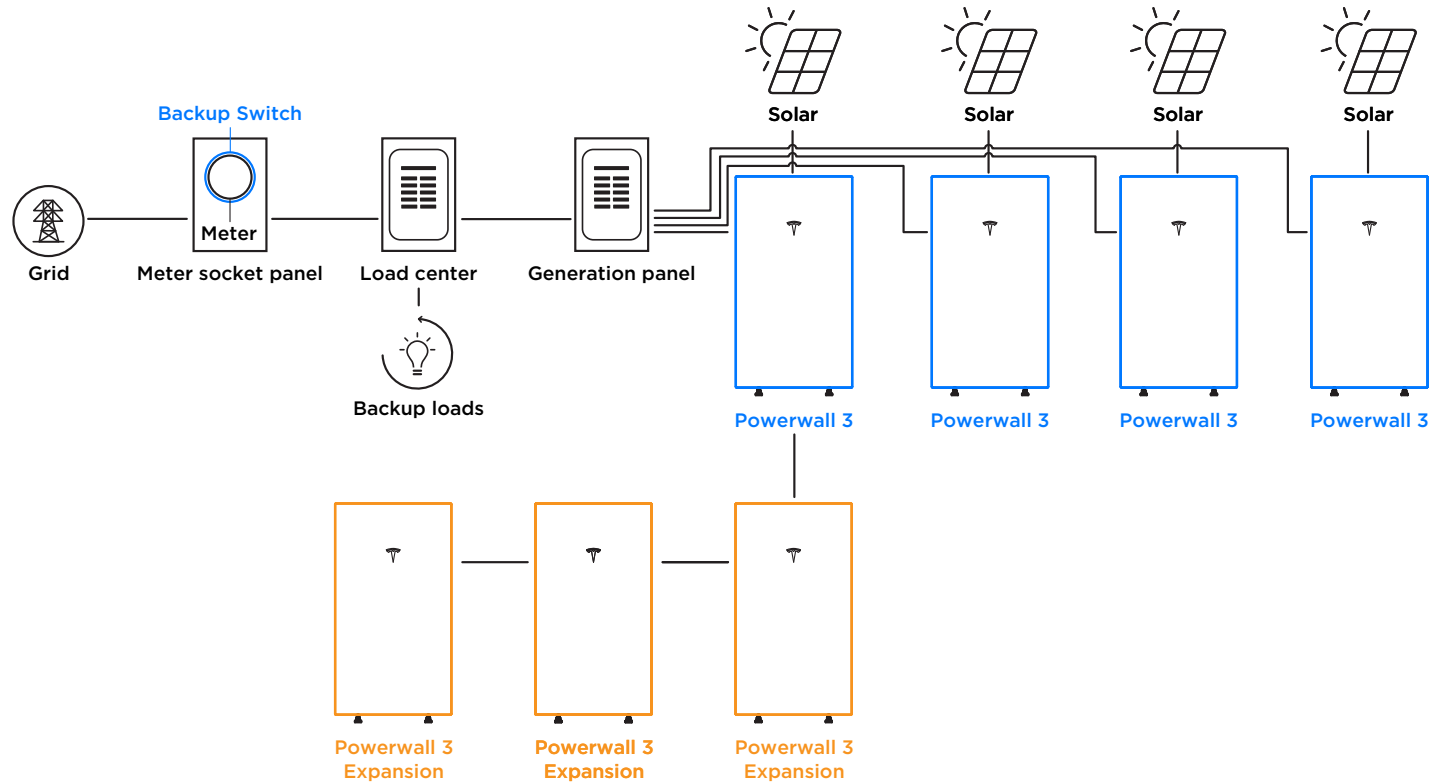 Solar
Solar
Solar
Solar
Backup Switch
Meter
Grid
Meter socket panel
Load center
Generation panel
Backup loads
Powerwall 3
Powerwall 3
Powerwall 3
Powerwall 3
Powerwall 3
Expansion
Powerwall 3
Expansion
Powerwall 3
Expansion